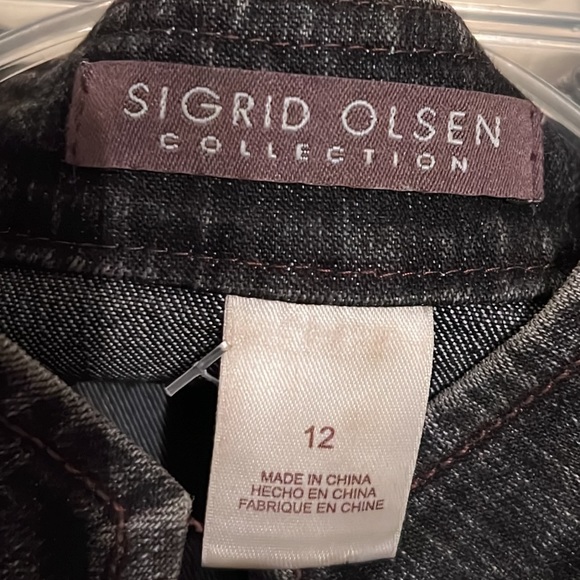 SIGRID OLSEN
COLLECTION
12
MADE IN CHINA
HECHO EN CHINA
FABRIQUE EN CHINE